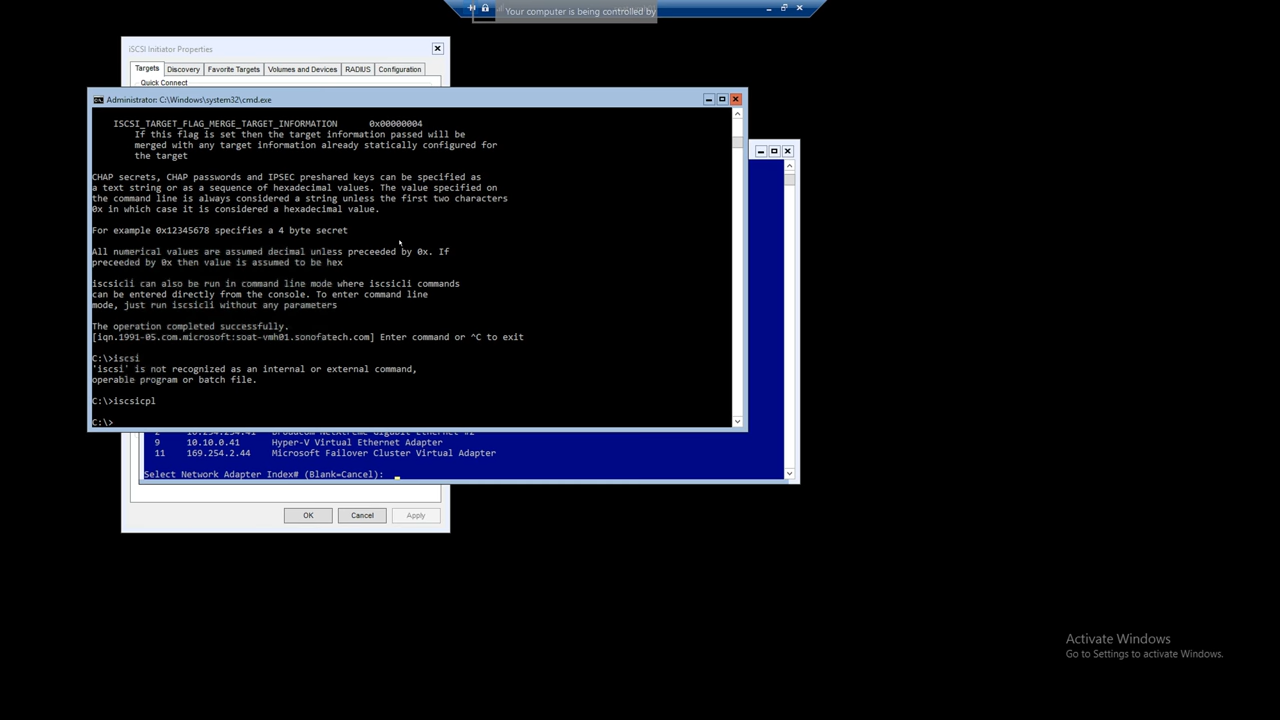 Your computer is being controlled by
iSCSI Initiator Properties
Targets Discovery Favorite Targets Volumes and Devices RADIUS Configuration
Quick Connect
Administrator: C:\Windows\system32\cmd.exe
ISCSI_TARGET_FLAG_MERGE_TARGET_INFORMATION 0x00000004
If this flag is set then the target information passed will be
merged with any target information already statically configured for
the target
CHAP secrets, CHAP passwords and IPSEC preshared keys can be specified as
a text string or as a sequence of hexadecimal values. The value specified on
the command line is always considered a string unless the first two characters
0x in which case it is considered a hexadecimal value.
For example 0x12345678 specifies a 4 byte secret
All numerical values are assumed decimal unless preceeded by 0x. If
preceeded by 0x then value is assumed to be hex
iscsicli can also be run in command line mode where iscsicli commands
can be entered directly from the console. To enter command line
mode, just run iscsicli without any parameters
The operation completed successfully.
[iqn.1991-05.com.microsoft:soat-vmh01.sonofatech.com] Enter command or ^C to exit
C:\>iscsi
'iscsi' is not recognized as an internal or external command,
operable program or batch file.
C:\>iscsicpl
C:\>
9 10.10.0.41 Hyper-V Virtual Ethernet Adapter
11 169.254.2.44 Microsoft Failover Cluster Virtual Adapter
Select Network Adapter Index# (Blank=Cancel):
OK Cancel Apply
Activate Windows
Go to Settings to activate Windows.